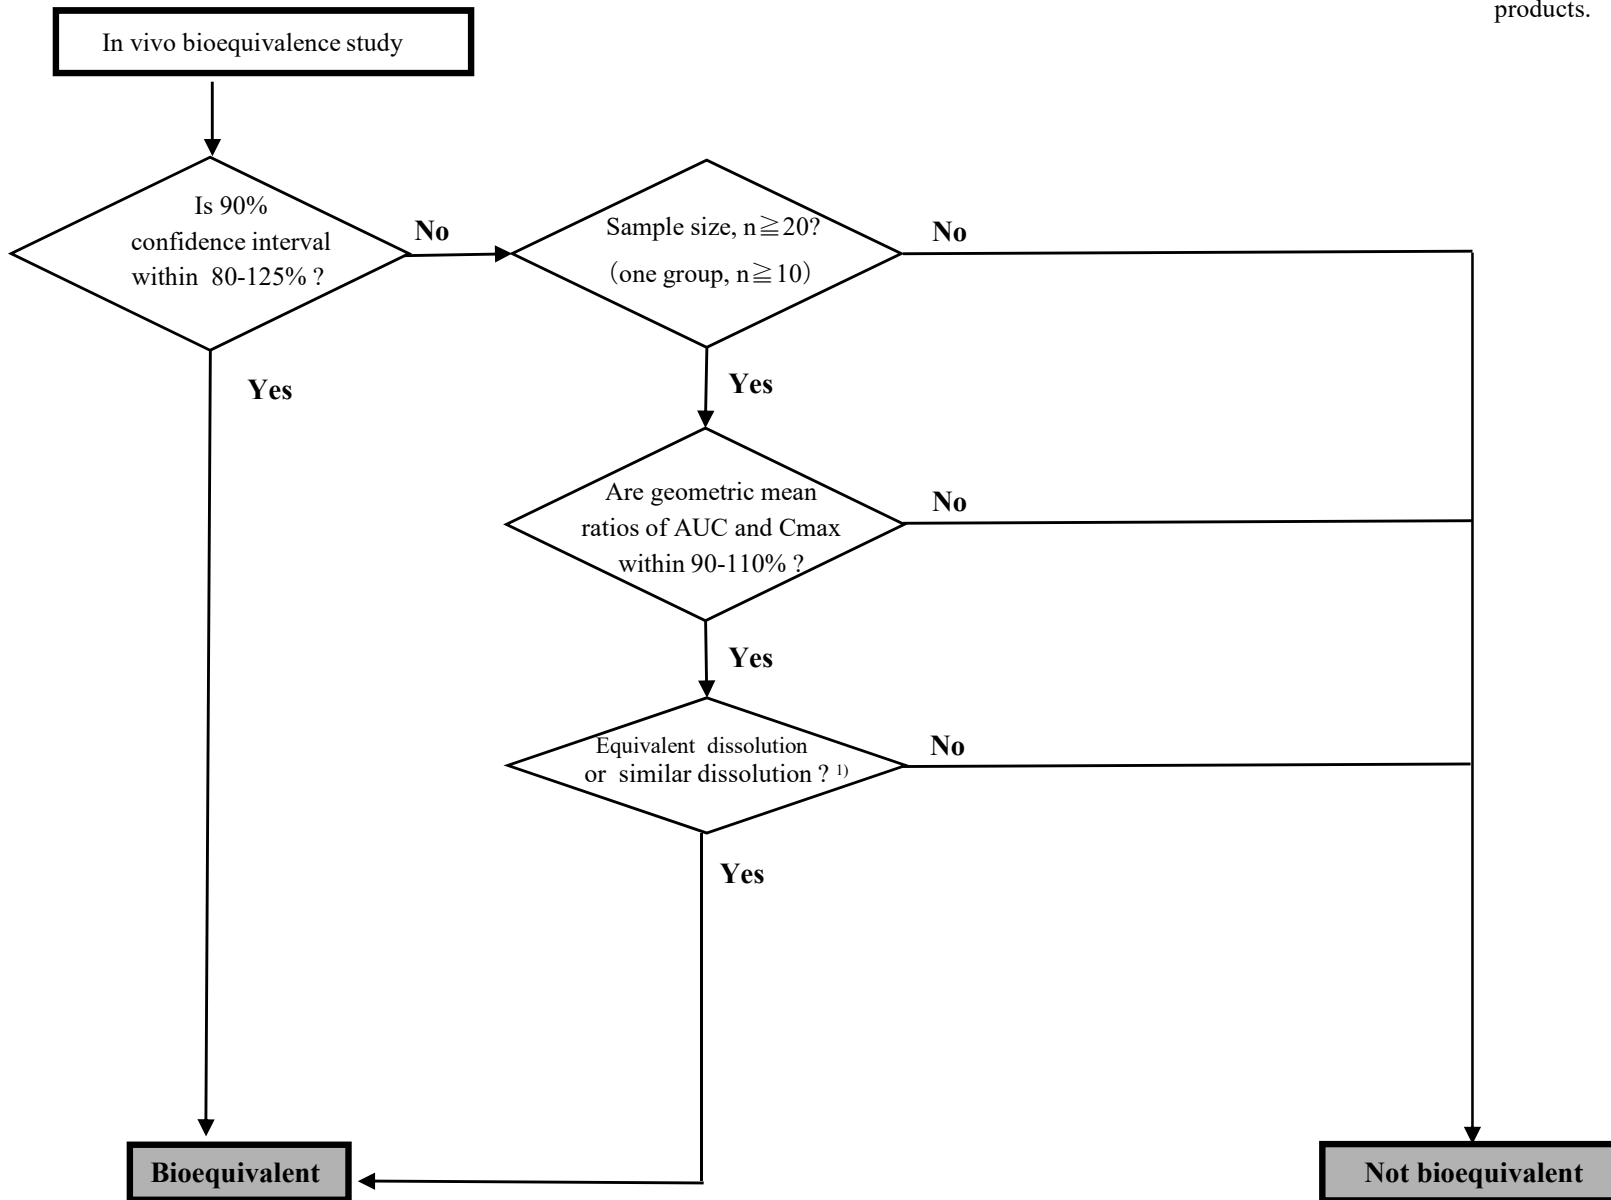 products.
In vivo bioequivalence study
Is 90%
confidence interval
within 80-125% ?
No
Sample size, n≧20?
(one group, n≧10)
No
Yes
Yes
Are geometric mean
ratios of AUC and Cmax
within 90-110% ?
No
Yes
Equivalent dissolution
or similar dissolution ? 1)
No
Yes
Bioequivalent
Not bioequivalent